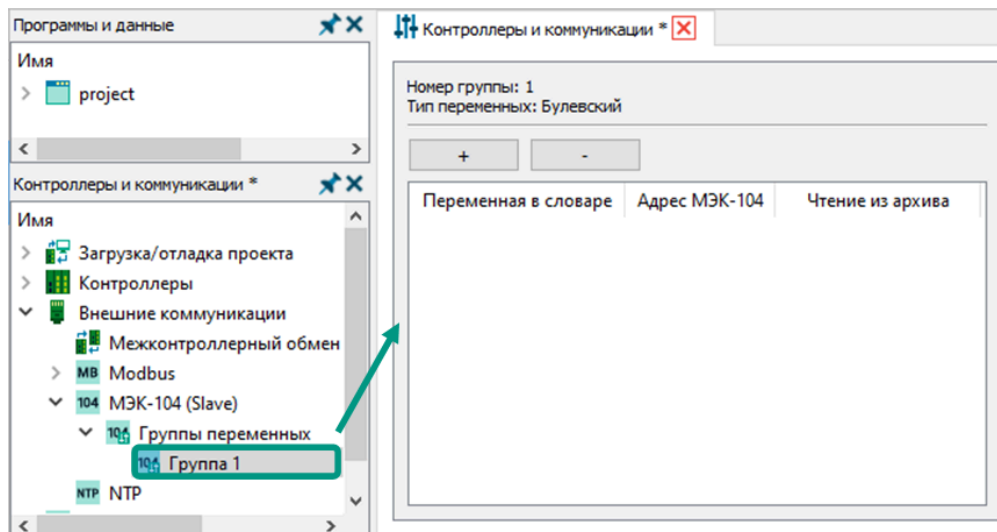 Программы и данные
Имя
project
Контроллеры и коммуникации *
Имя
Загрузка/отладка проекта
Контроллеры
Внешние коммуникации
Межконтроллерный обмен
MB Modbus
104 МЭК-104 (Slave)
104 Группы переменных
104 Группа 1
NTP NTP
Контроллеры и коммуникации *
Номер группы: 1
Тип переменных: Булевский
+ -
Переменная в словаре Адрес МЭК-104 Чтение из архива